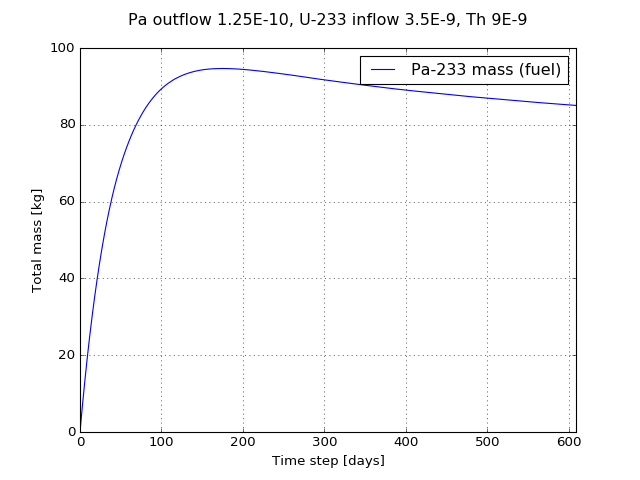 Pa outflow 1.25E-10, U-233 inflow 3.5E-9, Th 9E-9
Pa-233 mass (fuel)
Total mass [kg]
100
80
60
40
20
0
0 100 200 300 400 500 600
Time step [days]